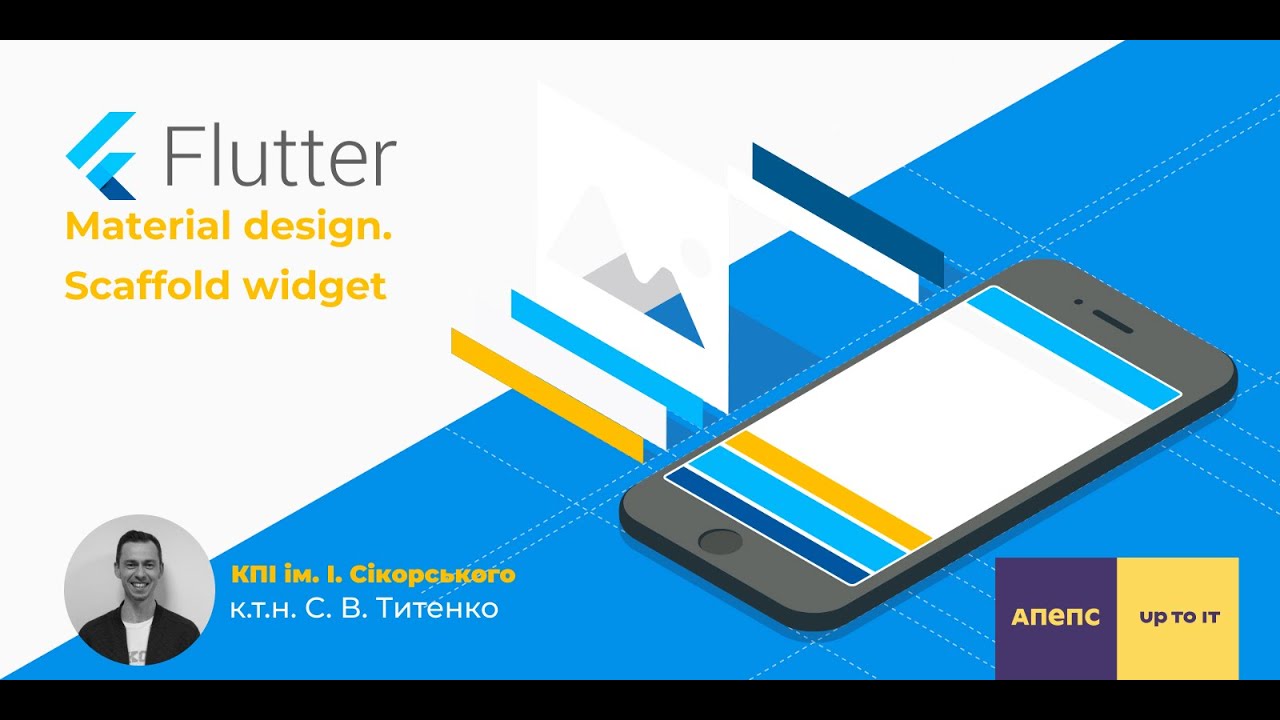 Flutter
Material design.
Scaffold widget
КПІ ім. І. Сікорського
к.т.н. С. В. Титенко
АПЕПС
UP TO IT